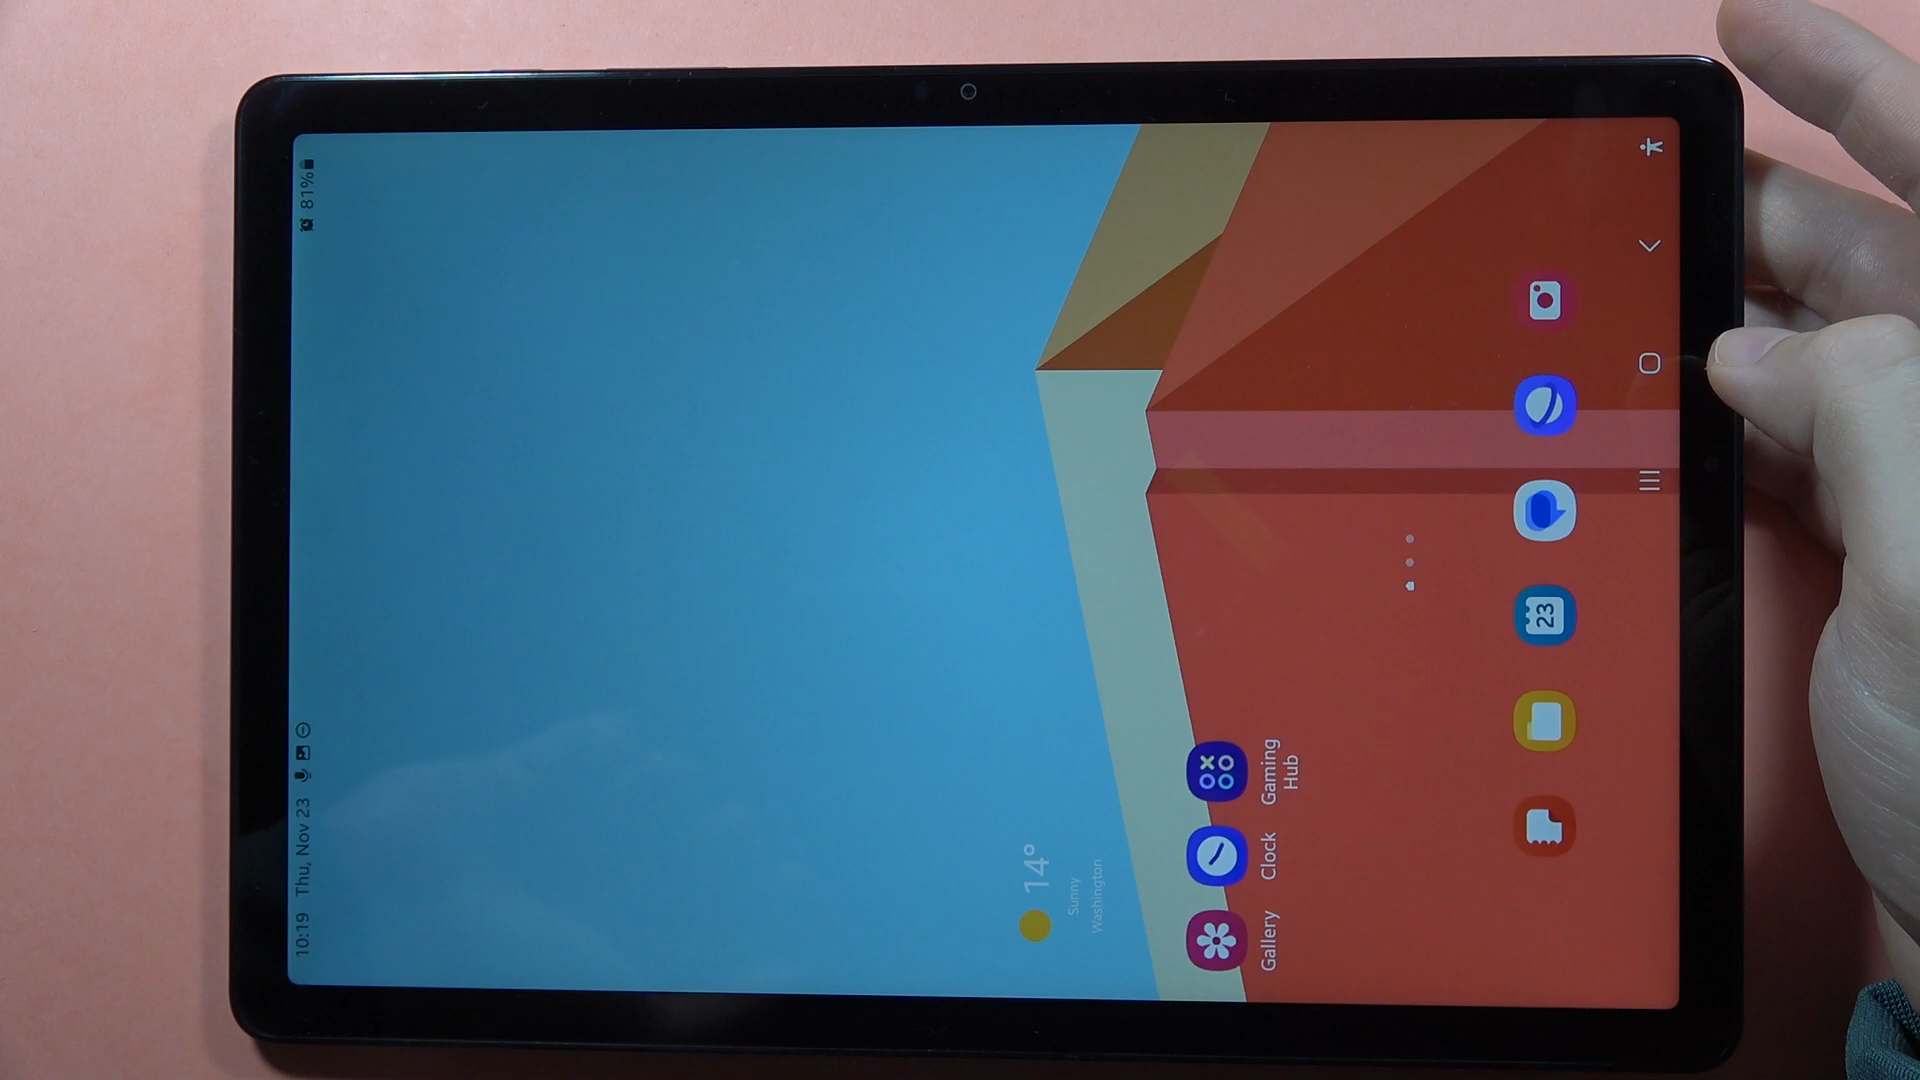 10:19 Thu, Nov 23
81%
14°
Sunny
Washington
Gallery
Clock
Gaming
Hub
23